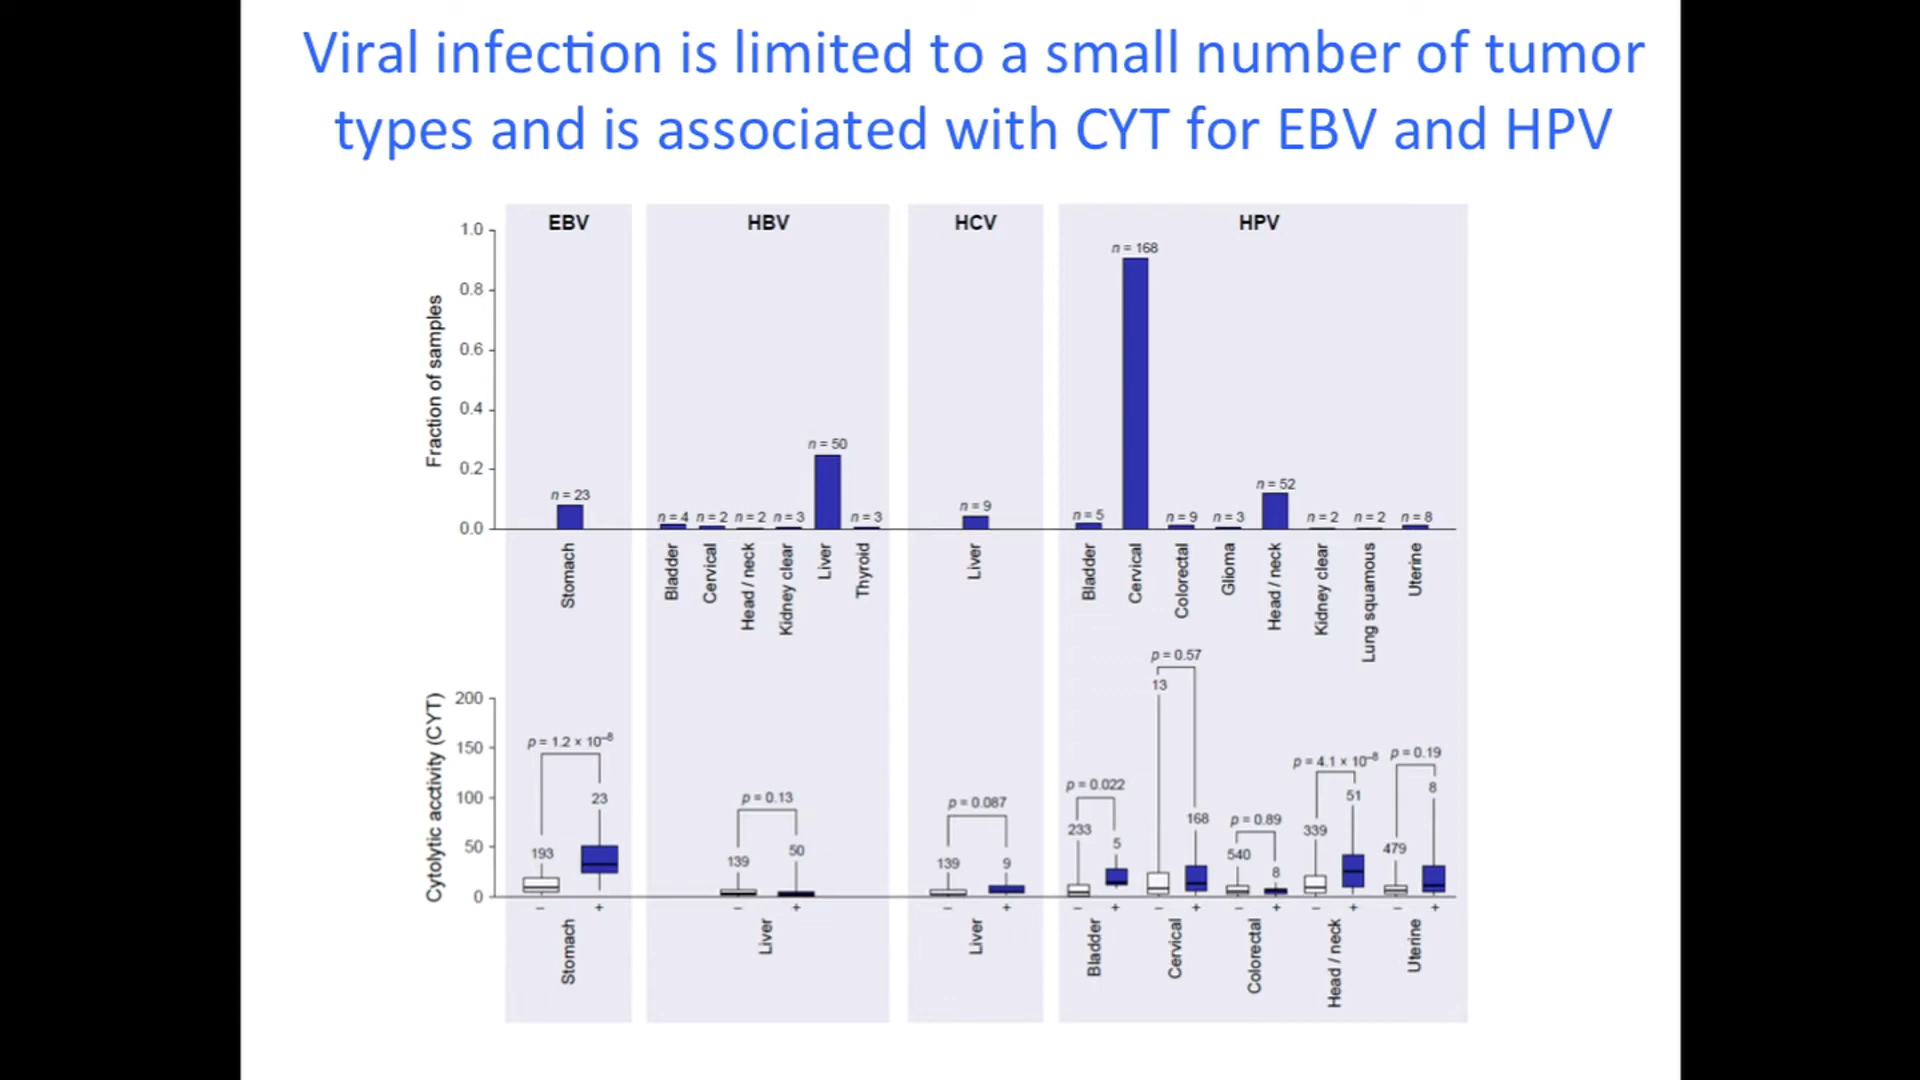 Viral infection is limited to a small number of tumor
types and is associated with CYT for EBV and HPV
EBV
HBV
HCV
HPV
Fraction of samples
1.0
0.8
0.6
0.4
0.2
0.0
n = 23
n = 4
n = 2
n = 2
n = 3
n = 50
n = 3
n = 9
n = 5
n = 168
n = 9
n = 3
n = 52
n = 2
n = 2
n = 8
Stomach
Bladder
Cervical
Head / neck
Kidney clear
Liver
Thyroid
Liver
Bladder
Cervical
Colorectal
Glioma
Head / neck
Kidney clear
Lung squamous
Uterine
Cytolytic acctivity (CYT)
200
150
100
50
0
p = 1.2 × 10⁻⁸
193
23
p = 0.13
139
50
p = 0.087
139
9
p = 0.022
233
5
p = 0.57
13
168
p = 0.89
540
8
p = 4.1 × 10⁻⁸
339
51
p = 0.19
479
8
– +
– +
– +
– + – + – + – + – +
Stomach
Liver
Liver
Bladder
Cervical
Colorectal
Head / neck
Uterine